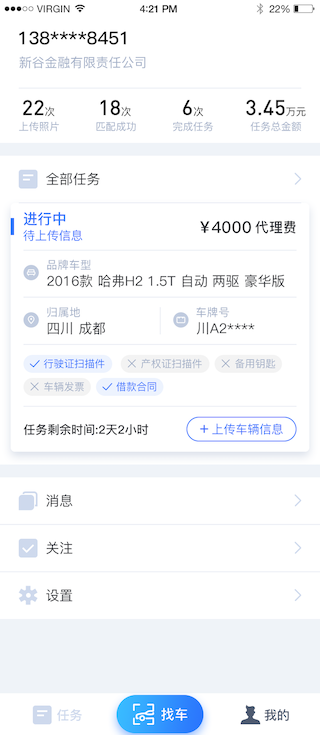 VIRGIN 4:21 PM 22%
138****8451
新谷金融有限责任公司
22次 18次 6次 3.45万元
上传照片 匹配成功 完成任务 任务总金额
全部任务
进行中
待上传信息
¥4000 代理费
品牌车型
2016款 哈弗H2 1.5T 自动 两驱 豪华版
归属地 车牌号
四川 成都 川A2****
行驶证扫描件 产权证扫描件 备用钥匙
车辆发票 借款合同
任务剩余时间:2天2小时 +上传车辆信息
消息
关注
设置
任务 找车 我的